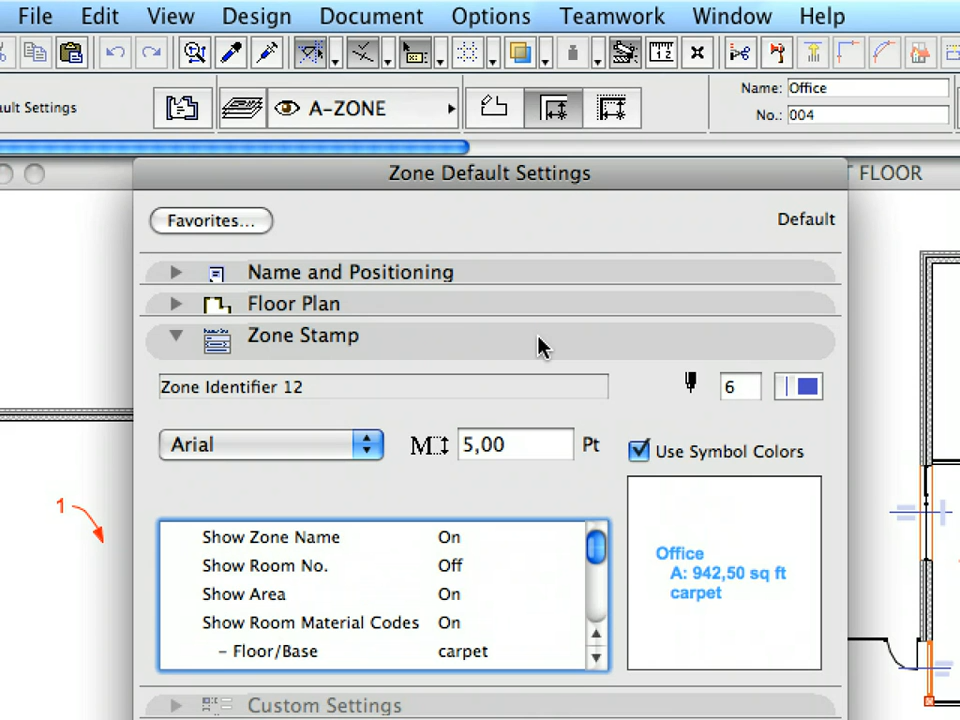 File Edit View Design Document Options Teamwork Window Help
ault Settings
A-ZONE
Name: Office
No.: 004
Zone Default Settings
T FLOOR
Favorites...
Default
Name and Positioning
Floor Plan
Zone Stamp
Zone Identifier 12
6
Arial
M
5,00
Pt
Use Symbol Colors
1
Show Zone Name On
Show Room No. Off
Show Area On
Show Room Material Codes On
– Floor/Base carpet
Office
A: 942,50 sq ft
carpet
Custom Settings